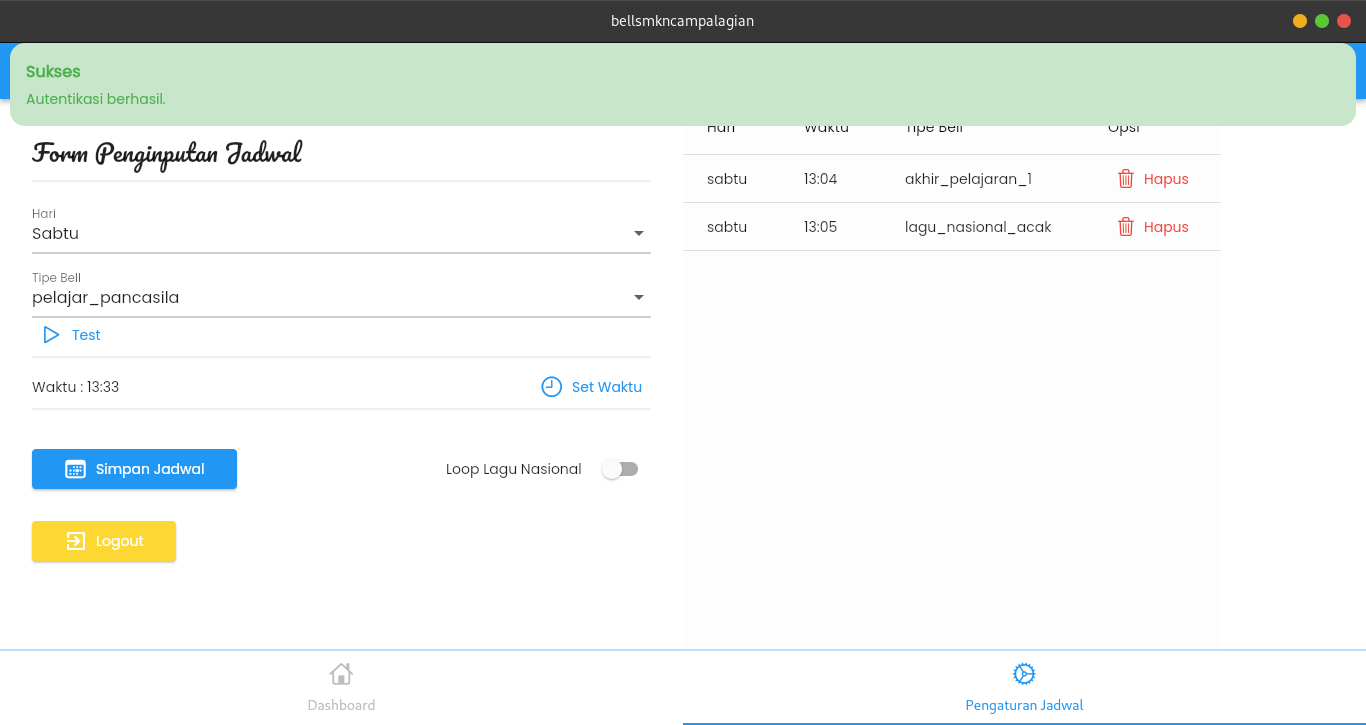 bellsmkncampalagian
Sukses
Autentikasi berhasil.
Form Penginputan Jadwal
Hari
Sabtu
Tipe Bell
pelajar_pancasila
Test
Waktu : 13:33
Set Waktu
Simpan Jadwal
Loop Lagu Nasional
Logout
Hari Waktu Tipe Bell Opsi
sabtu 13:04 akhir_pelajaran_1 Hapus
sabtu 13:05 lagu_nasional_acak Hapus
Dashboard
Pengaturan Jadwal